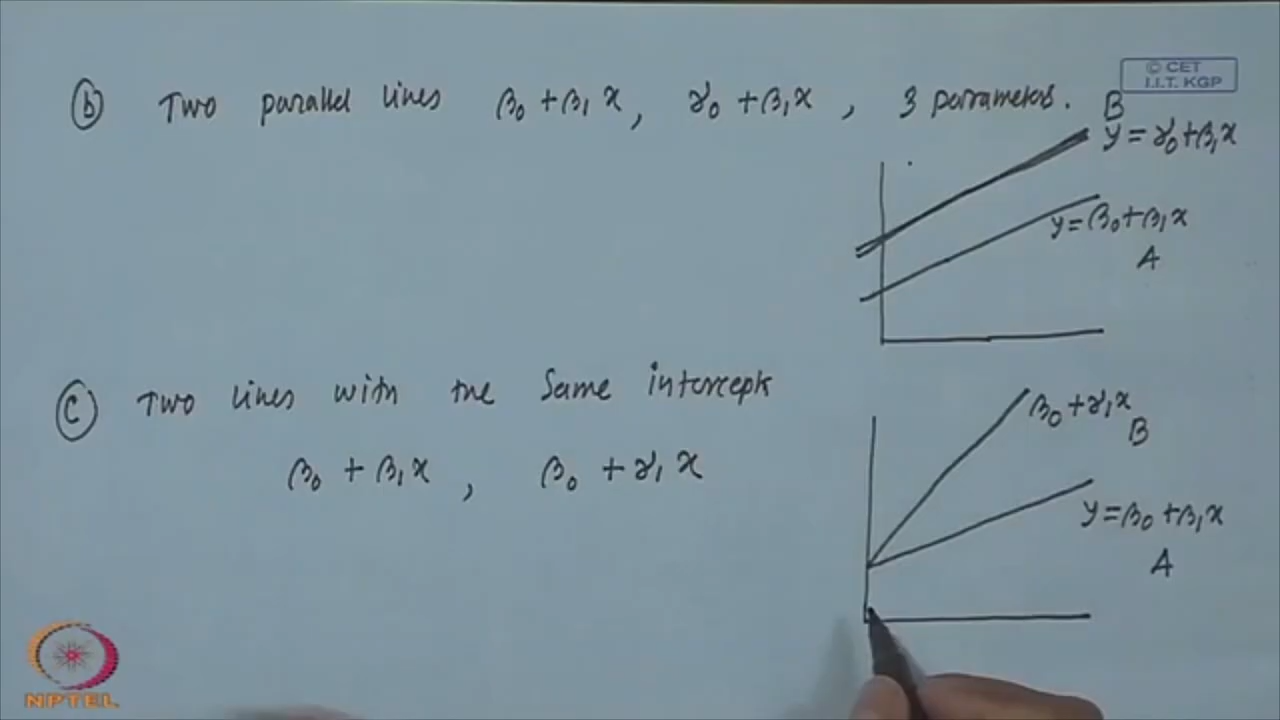 © CET
I.I.T. KGP
(b) Two parallel lines β₀ + β₁x, γ₀ + β₁x, 3 parameters.
B
y = γ₀ + β₁x
y = β₀ + β₁x
A
(c) Two lines with the same intercept
β₀ + β₁x, β₀ + γ₁x
β₀ + γ₁x
B
y = β₀ + β₁x
A
NPTEL